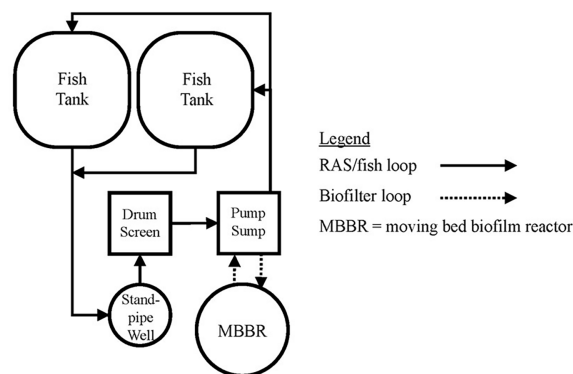 Fish
Tank
Fish
Tank
Legend
RAS/fish loop
Biofilter loop
MBBR = moving bed biofilm reactor
Drum
Screen
Pump
Sump
Stand-
pipe
Well
MBBR